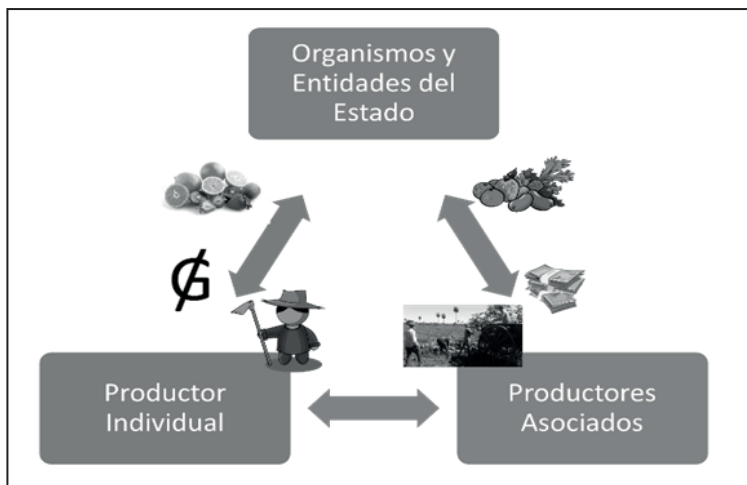 Organismos y
Entidades del
Estado
₲
Productor
Individual
Productores
Asociados